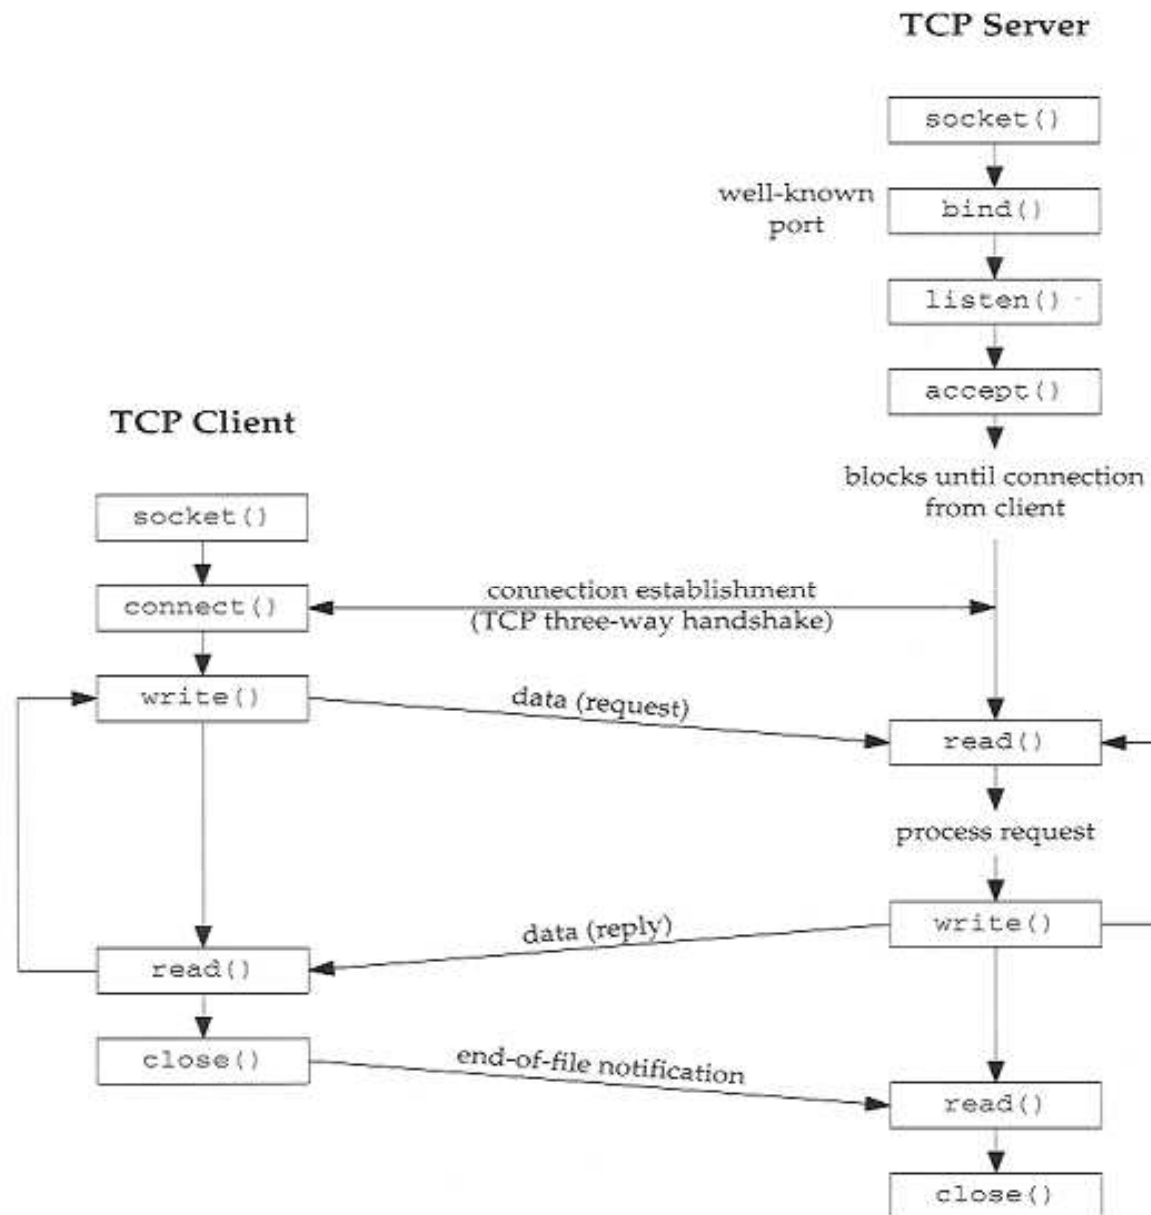 TCP Server
socket()
well-known
port
bind()
listen()
accept()
TCP Client
blocks until connection
from client
socket()
connect()
connection establishment
(TCP three-way handshake)
write()
data (request)
read()
process request
write()
data (reply)
read()
close()
end-of-file notification
read()
close()